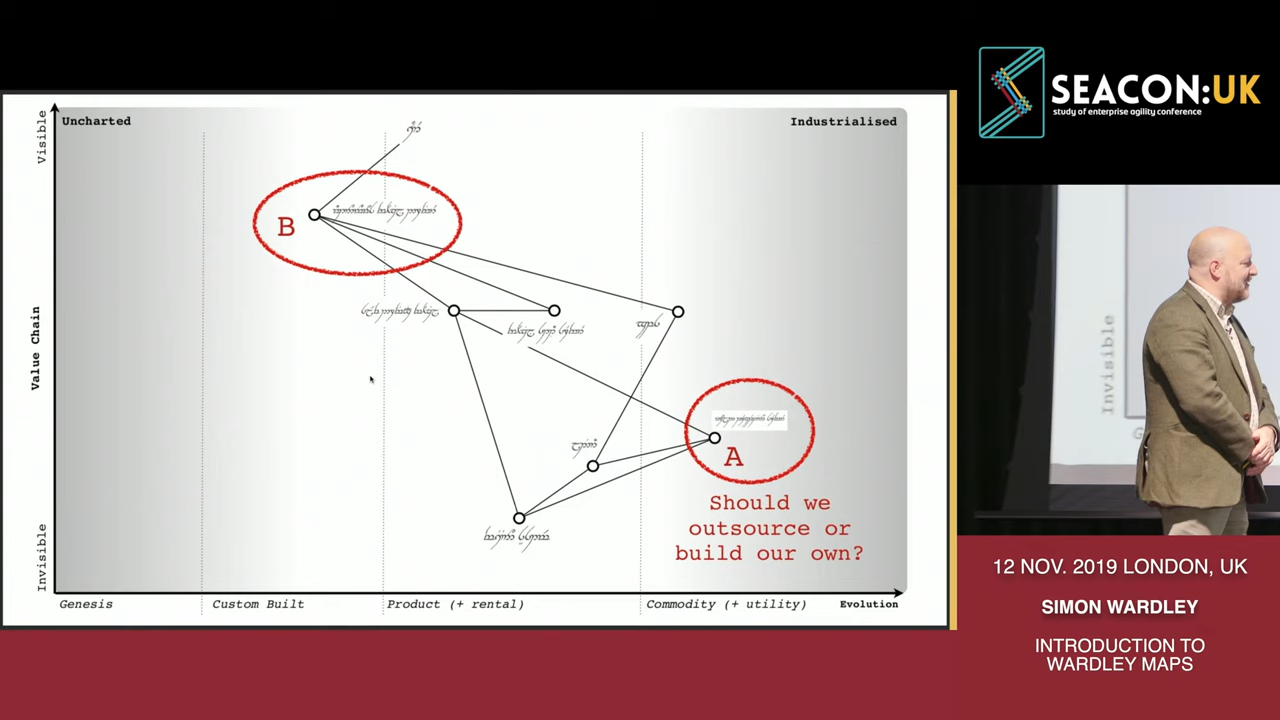 SEACON:UK
study of enterprise agility conference
Visible
Uncharted
Industrialised
B
Value Chain
A
Should we
outsource or
build our own?
Invisible
Genesis
Custom Built
Product (+ rental)
Commodity (+ utility)
Evolution
Invisible
G
12 NOV. 2019 LONDON, UK
SIMON WARDLEY
INTRODUCTION TO
WARDLEY MAPS